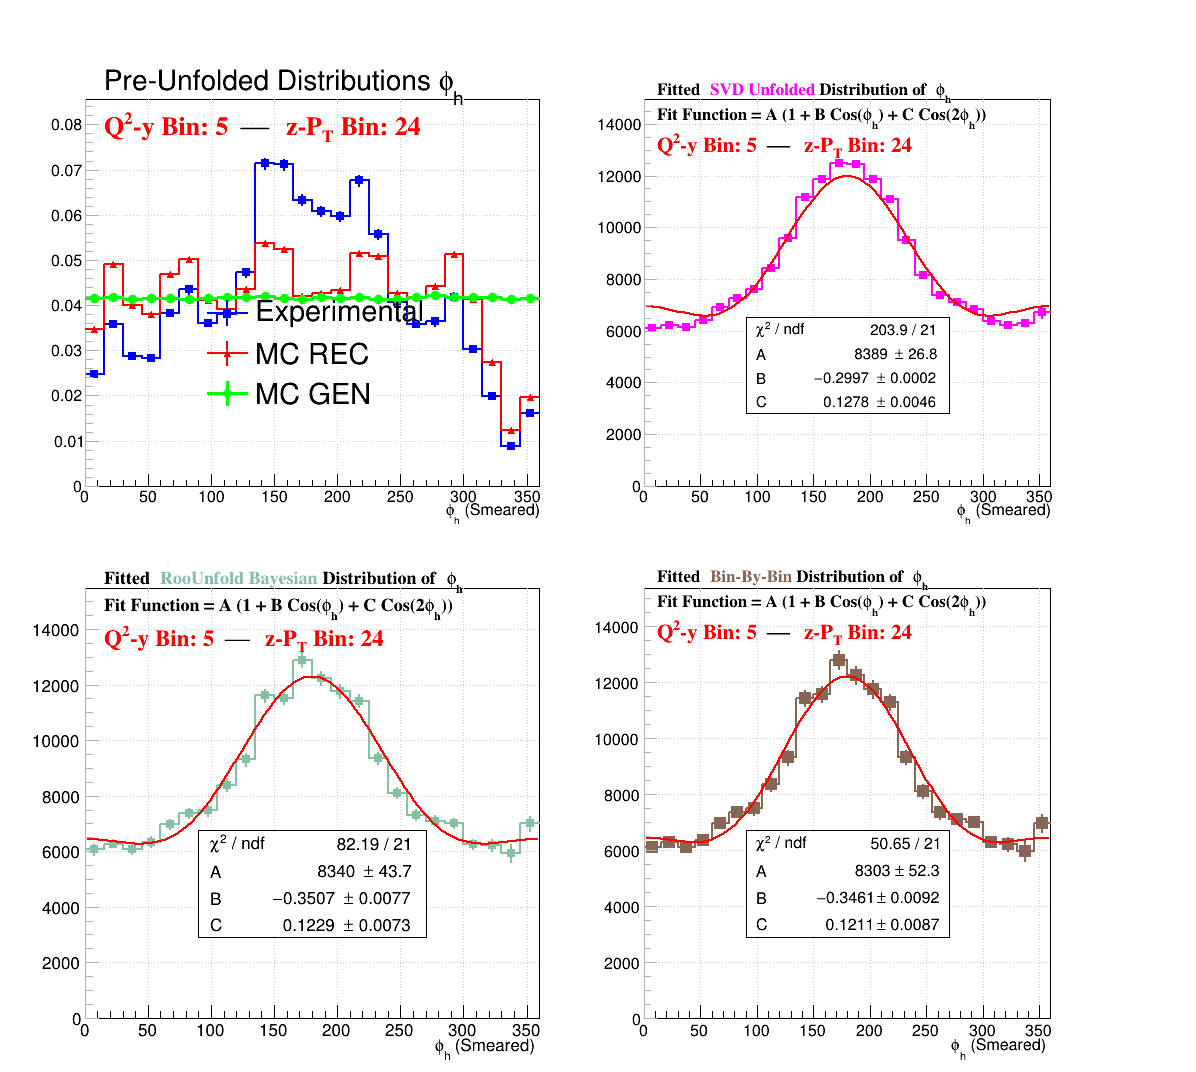 Pre-Unfolded Distributions ϕh
Q²-y Bin: 5 — z-PT Bin: 24
0.08
0.07
0.06
0.05
0.04
0.03
0.02
0.01
0
Experimental
MC REC
MC GEN
0 50 100 150 200 250 300 350
ϕh (Smeared)
Fitted SVD Unfolded Distribution of ϕh
Fit Function = A (1 + B Cos(ϕh) + C Cos(2ϕh))
Q²-y Bin: 5 — z-PT Bin: 24
14000
12000
10000
8000
6000
4000
2000
0
χ² / ndf 203.9 / 21
A 8389 ± 26.8
B −0.2997 ± 0.0002
C 0.1278 ± 0.0046
0 50 100 150 200 250 300 350
ϕh (Smeared)
Fitted RooUnfold Bayesian Distribution of ϕh
Fit Function = A (1 + B Cos(ϕh) + C Cos(2ϕh))
Q²-y Bin: 5 — z-PT Bin: 24
14000
12000
10000
8000
6000
4000
2000
0
χ² / ndf 82.19 / 21
A 8340 ± 43.7
B −0.3507 ± 0.0077
C 0.1229 ± 0.0073
0 50 100 150 200 250 300 350
ϕh (Smeared)
Fitted Bin-By-Bin Distribution of ϕh
Fit Function = A (1 + B Cos(ϕh) + C Cos(2ϕh))
Q²-y Bin: 5 — z-PT Bin: 24
14000
12000
10000
8000
6000
4000
2000
0
χ² / ndf 50.65 / 21
A 8303 ± 52.3
B −0.3461 ± 0.0092
C 0.1211 ± 0.0087
0 50 100 150 200 250 300 350
ϕh (Smeared)